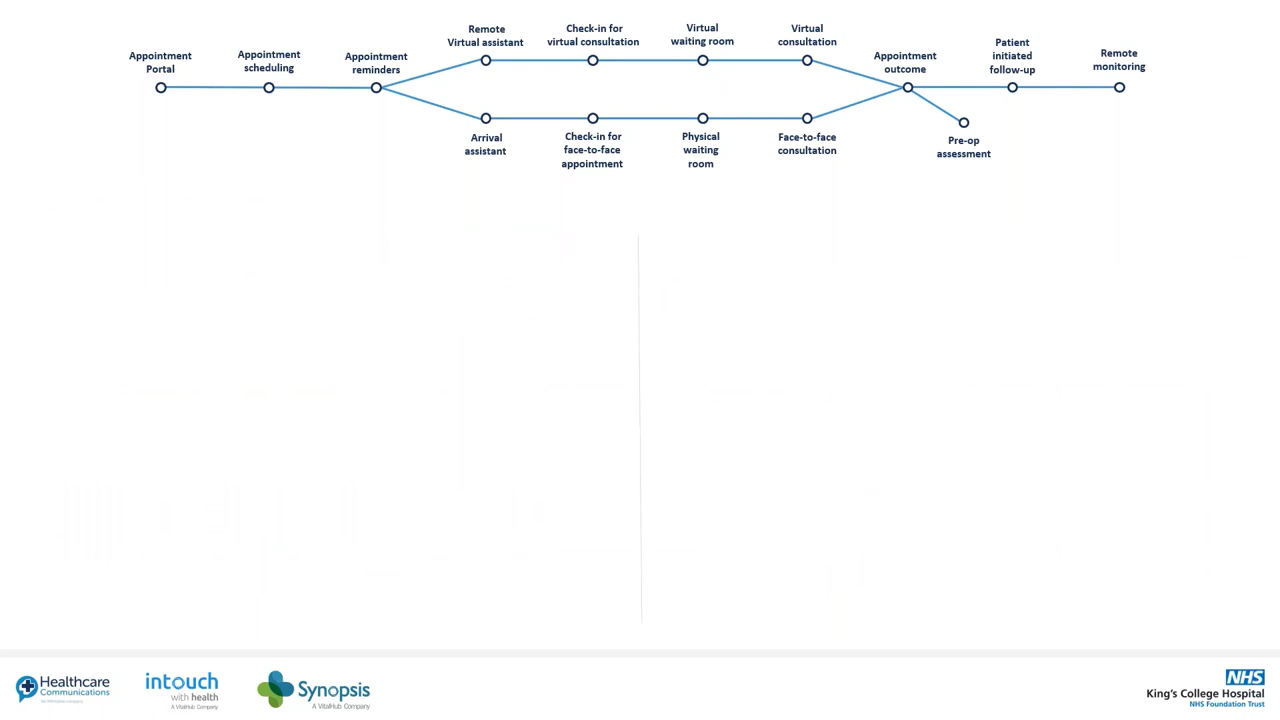 Appointment
Portal
Appointment
scheduling
Appointment
reminders
Remote
Virtual assistant
Check-in for
virtual consultation
Virtual
waiting room
Virtual
consultation
Arrival
assistant
Check-in for
face-to-face
appointment
Physical
waiting
room
Face-to-face
consultation
Appointment
outcome
Pre-op
assessment
Patient
initiated
follow-up
Remote
monitoring
Healthcare
Communications
intouch
with health
A VitalHub Company
Synopsis
A VitalHub Company
NHS
King's College Hospital
NHS Foundation Trust